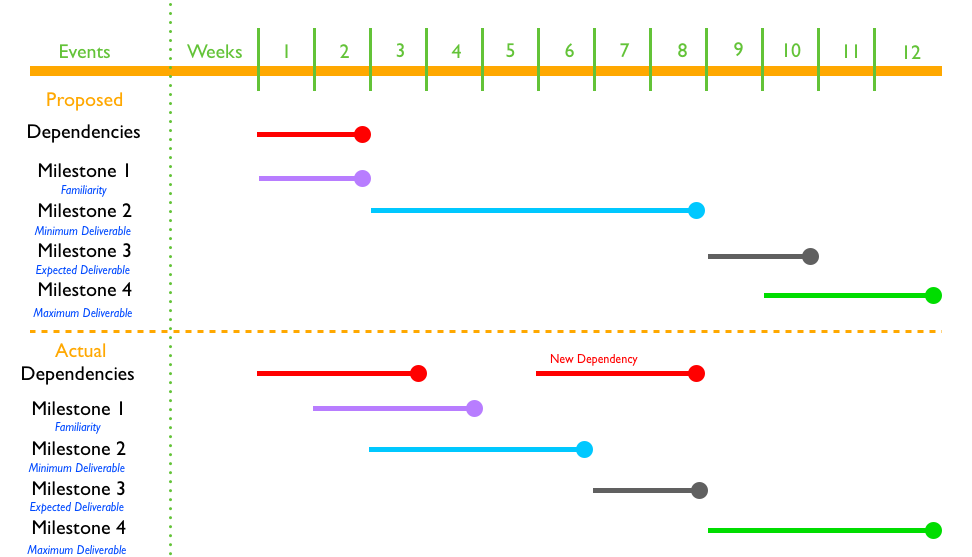 Events Weeks 1 2 3 4 5 6 7 8 9 10 11 12
Proposed
Dependencies
Milestone 1
Familiarity
Milestone 2
Minimum Deliverable
Milestone 3
Expected Deliverable
Milestone 4
Maximum Deliverable
Actual
New Dependency
Dependencies
Milestone 1
Familiarity
Milestone 2
Minimum Deliverable
Milestone 3
Expected Deliverable
Milestone 4
Maximum Deliverable